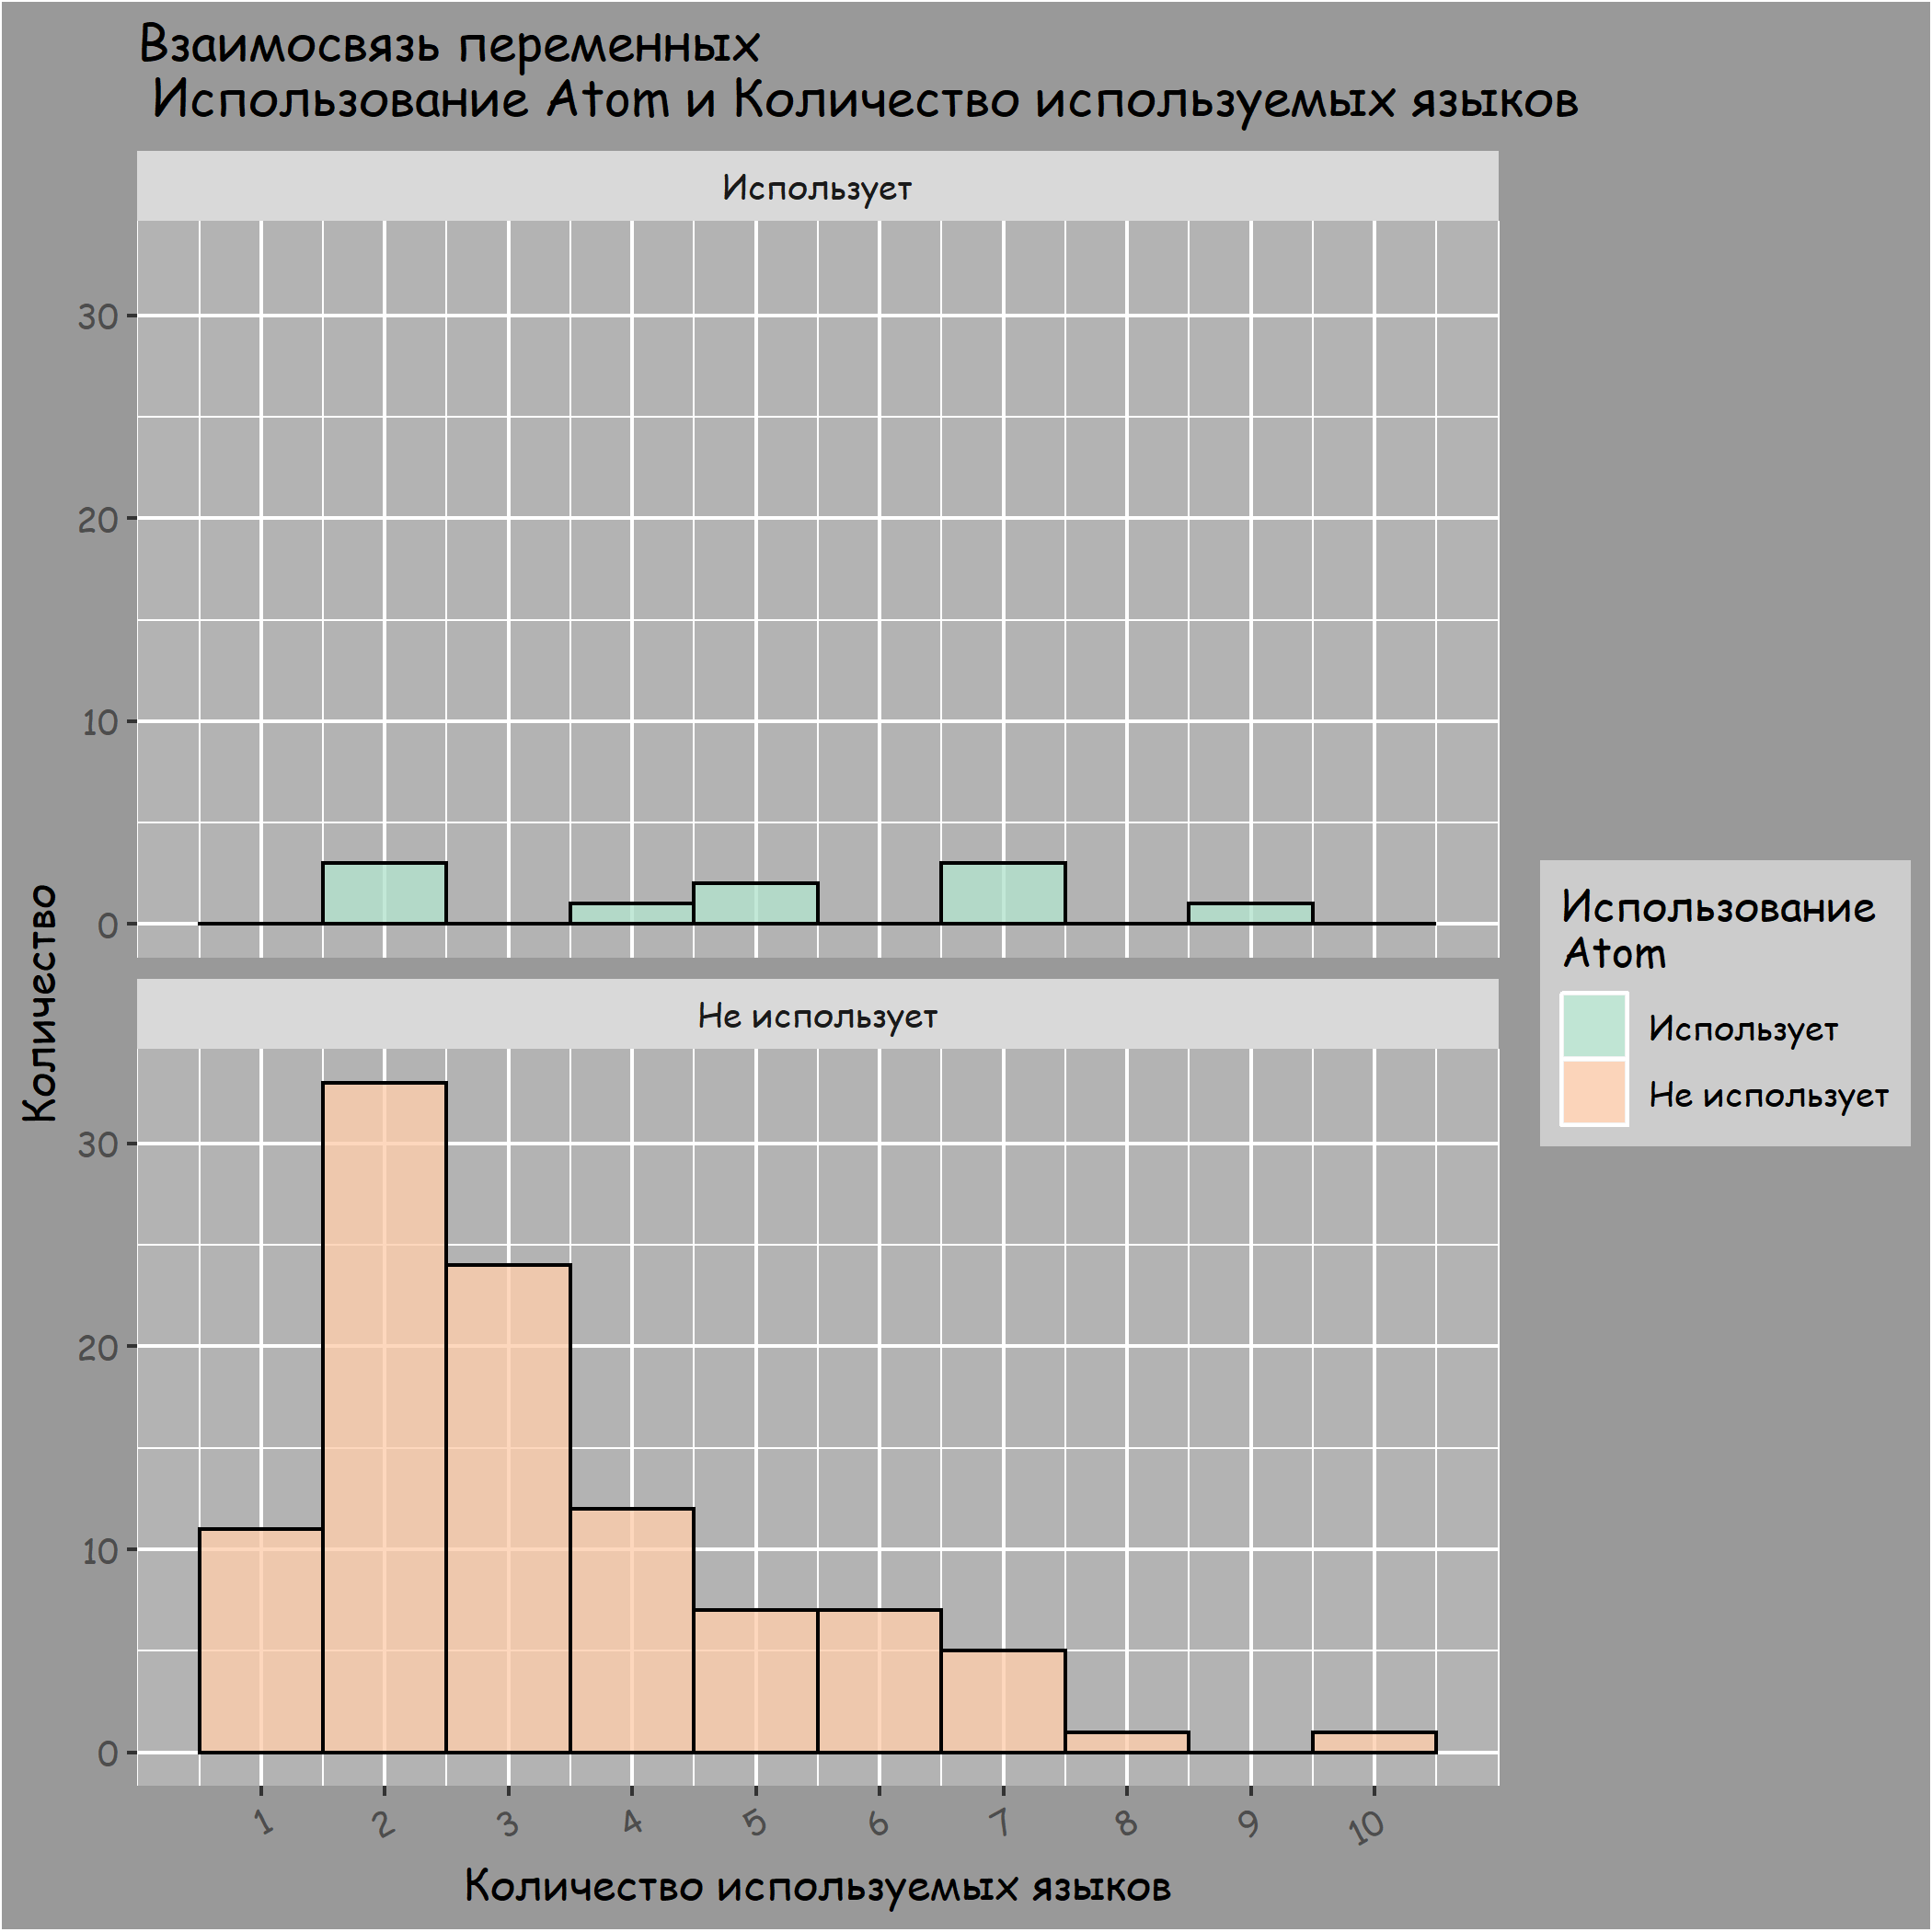 Взаимосвязь переменных
Использование Atom и Количество используемых языков
Использует
30
20
10
0
Не использует
30
20
10
0
1 2 3 4 5 6 7 8 9 10
Количество используемых языков
Количество
Использование
Atom
Использует
Не использует